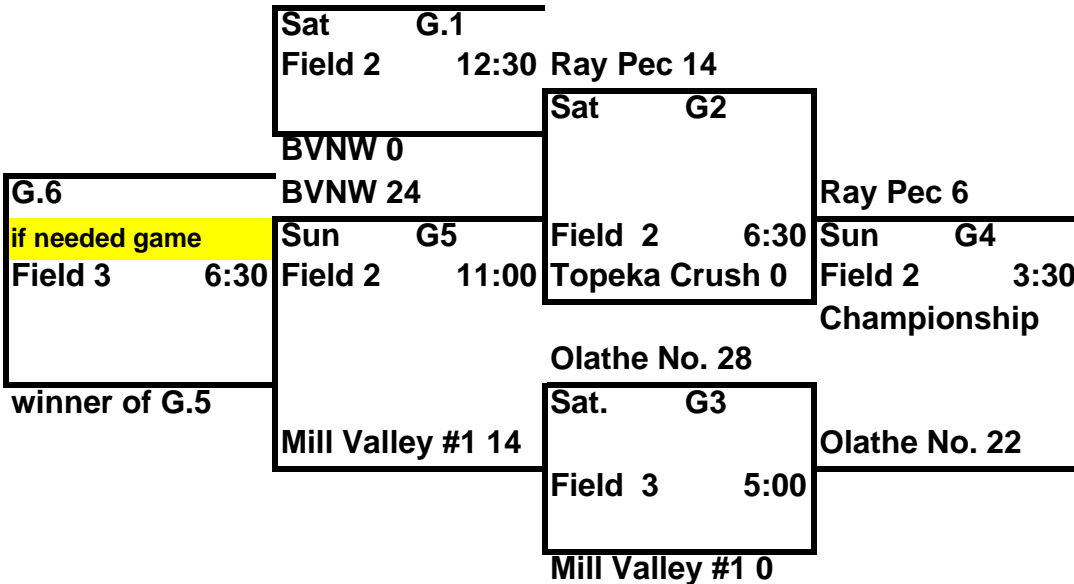 Sat G.1
Field 2 12:30 Ray Pec 14
Sat G2
BVNW 0
G.6 BVNW 24 Ray Pec 6
if needed game Sun G5 Field 2 6:30 Sun G4
Field 3 6:30 Field 2 11:00 Topeka Crush 0 Field 2 3:30
Championship
Olathe No. 28
winner of G.5 Sat. G3
Mill Valley #1 14 Olathe No. 22
Field 3 5:00
Mill Valley #1 0